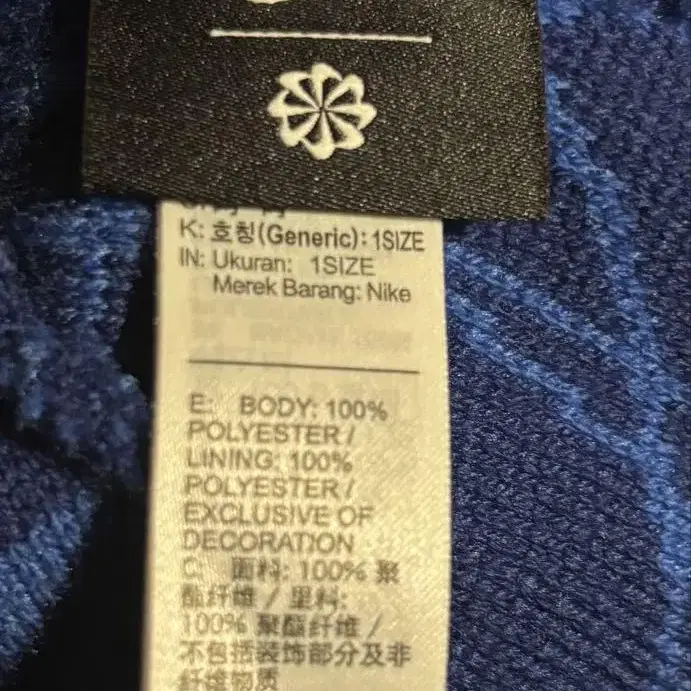 K: 호칭(Generic): 1SIZE
IN: Ukuran: 1SIZE
Merek Barang: Nike
E: BODY: 100%
POLYESTER /
LINING: 100%
POLYESTER /
EXCLUSIVE OF
DECORATION
C: 面料: 100% 聚
酯纤维 / 里料:
100% 聚酯纤维 /
不包括装饰部分及非
纤维物质